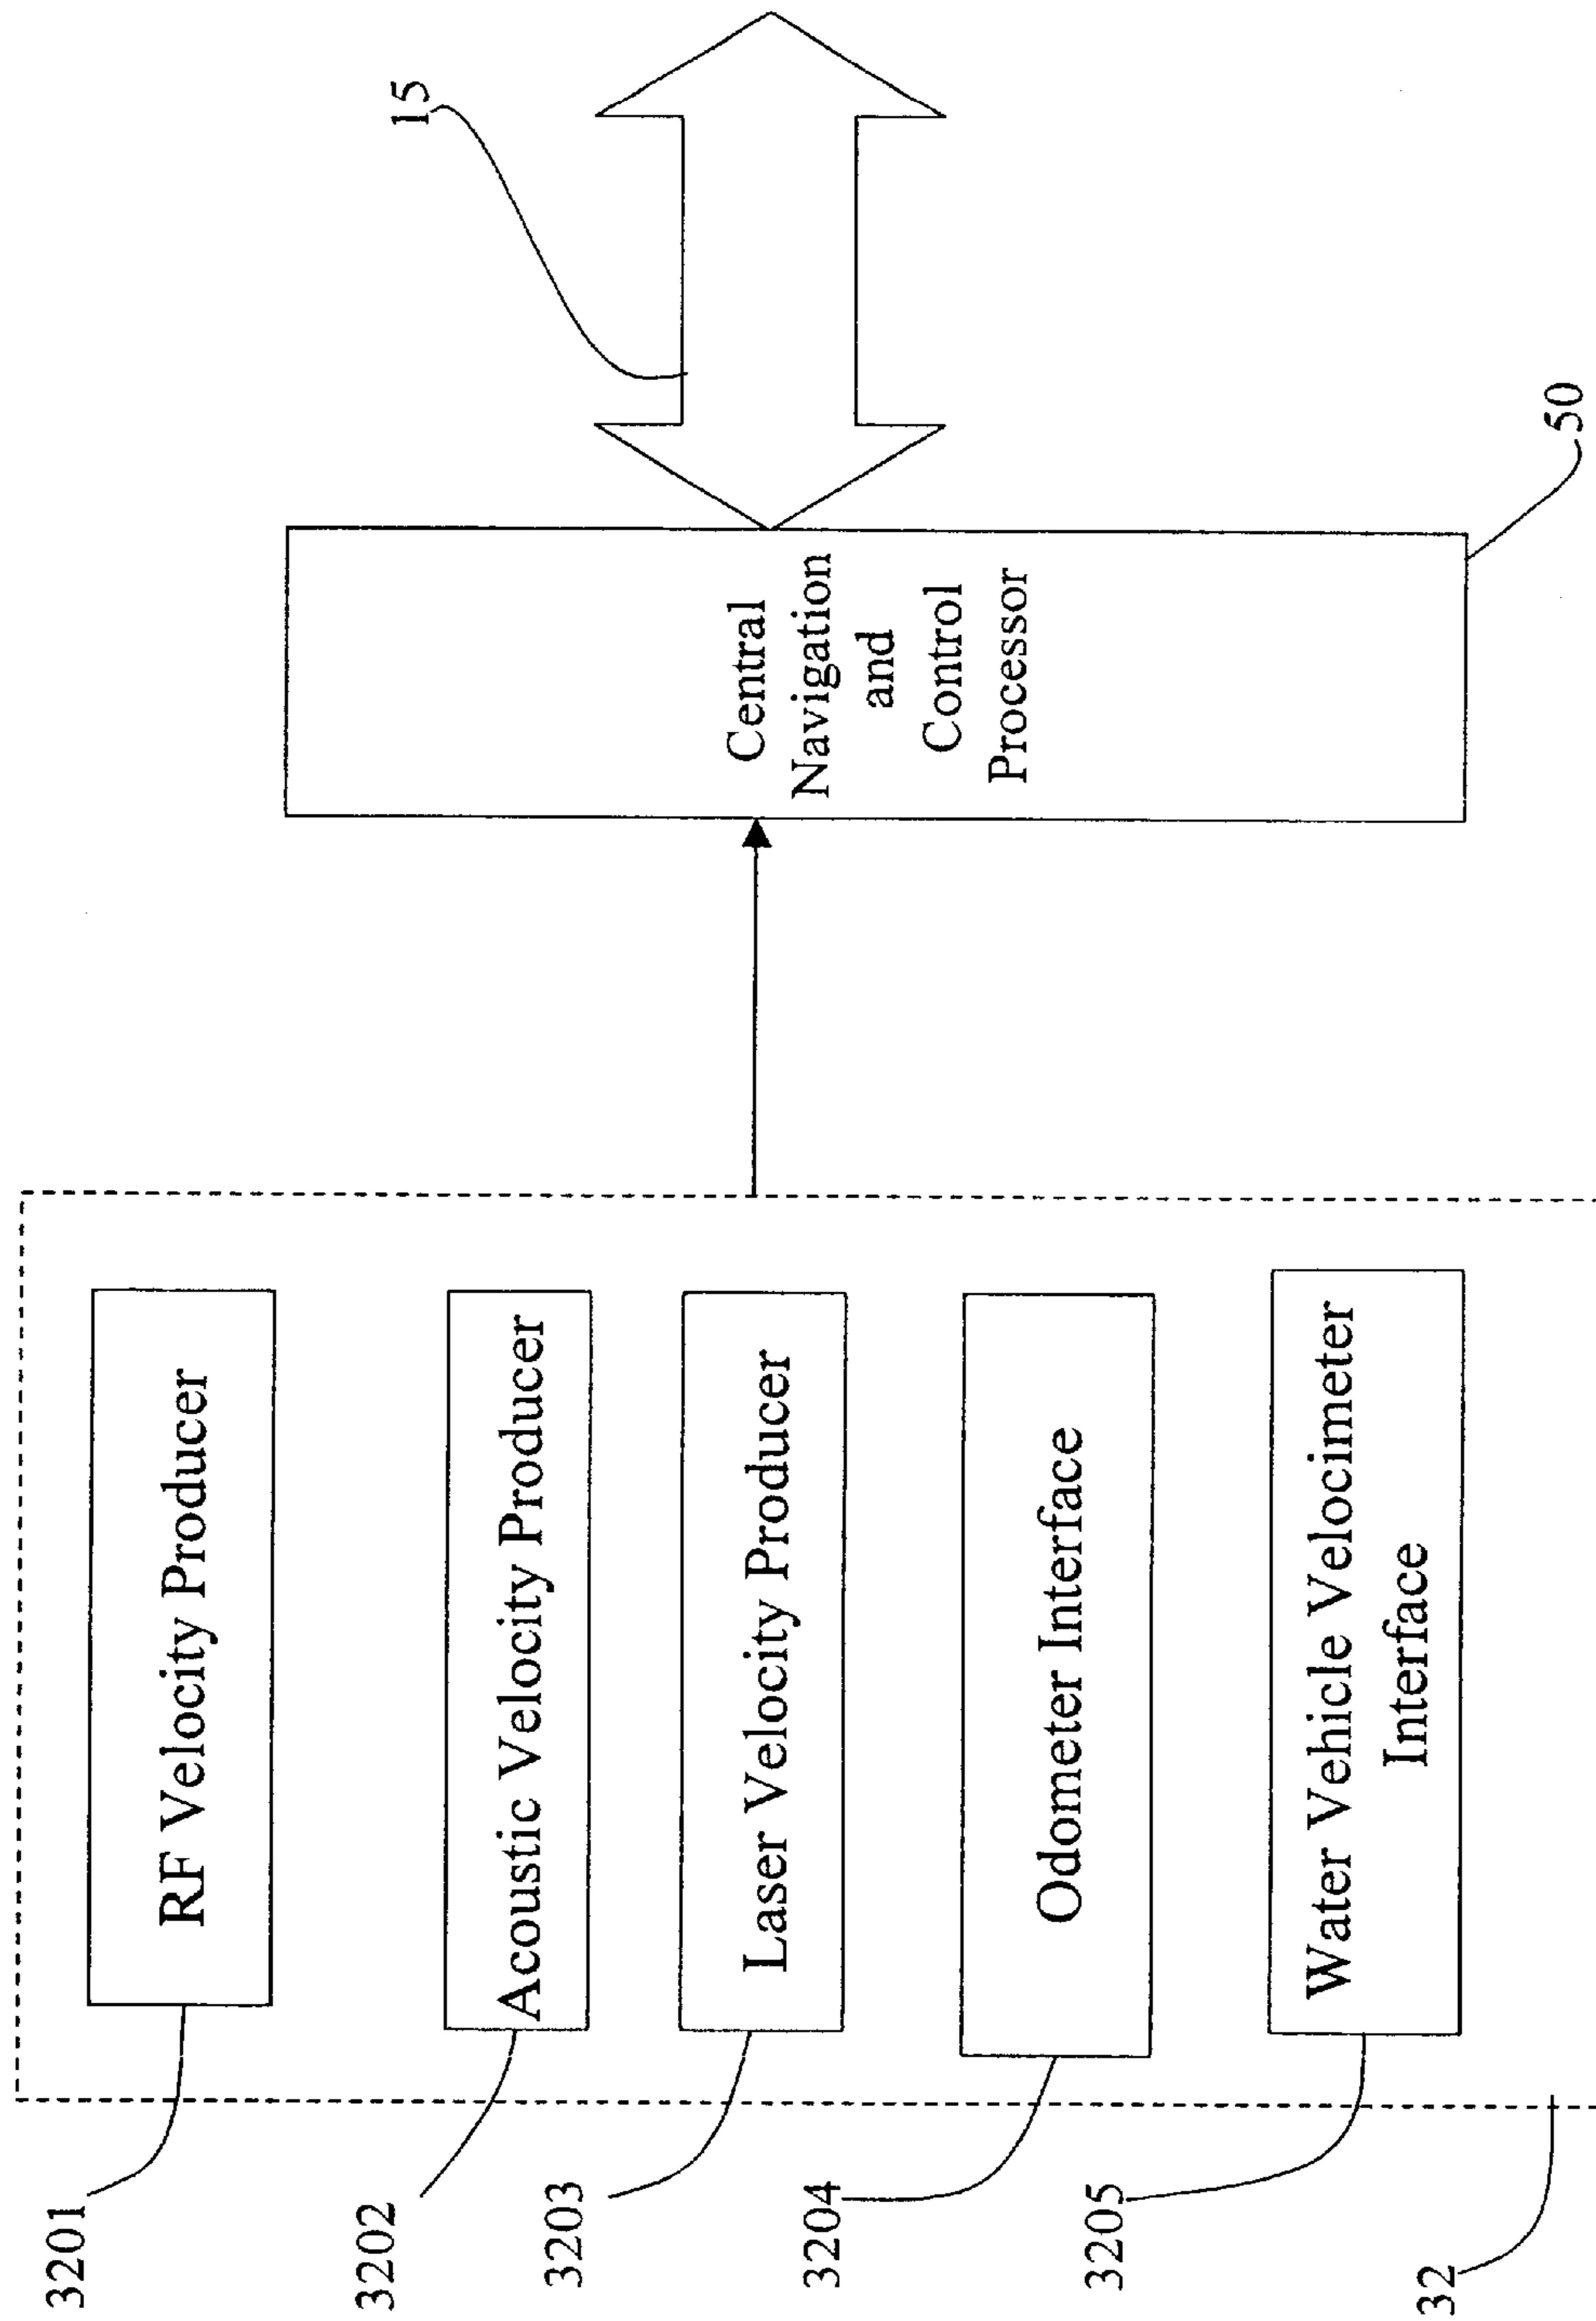 3201
RF Velocity Producer
3202
Acoustic Velocity Producer
3203
Laser Velocity Producer
3204
Odometer Interface
3205
Water Vehicle Velocimeter
Interface
32
Central
Navigation
and
Control
Processor
50
15